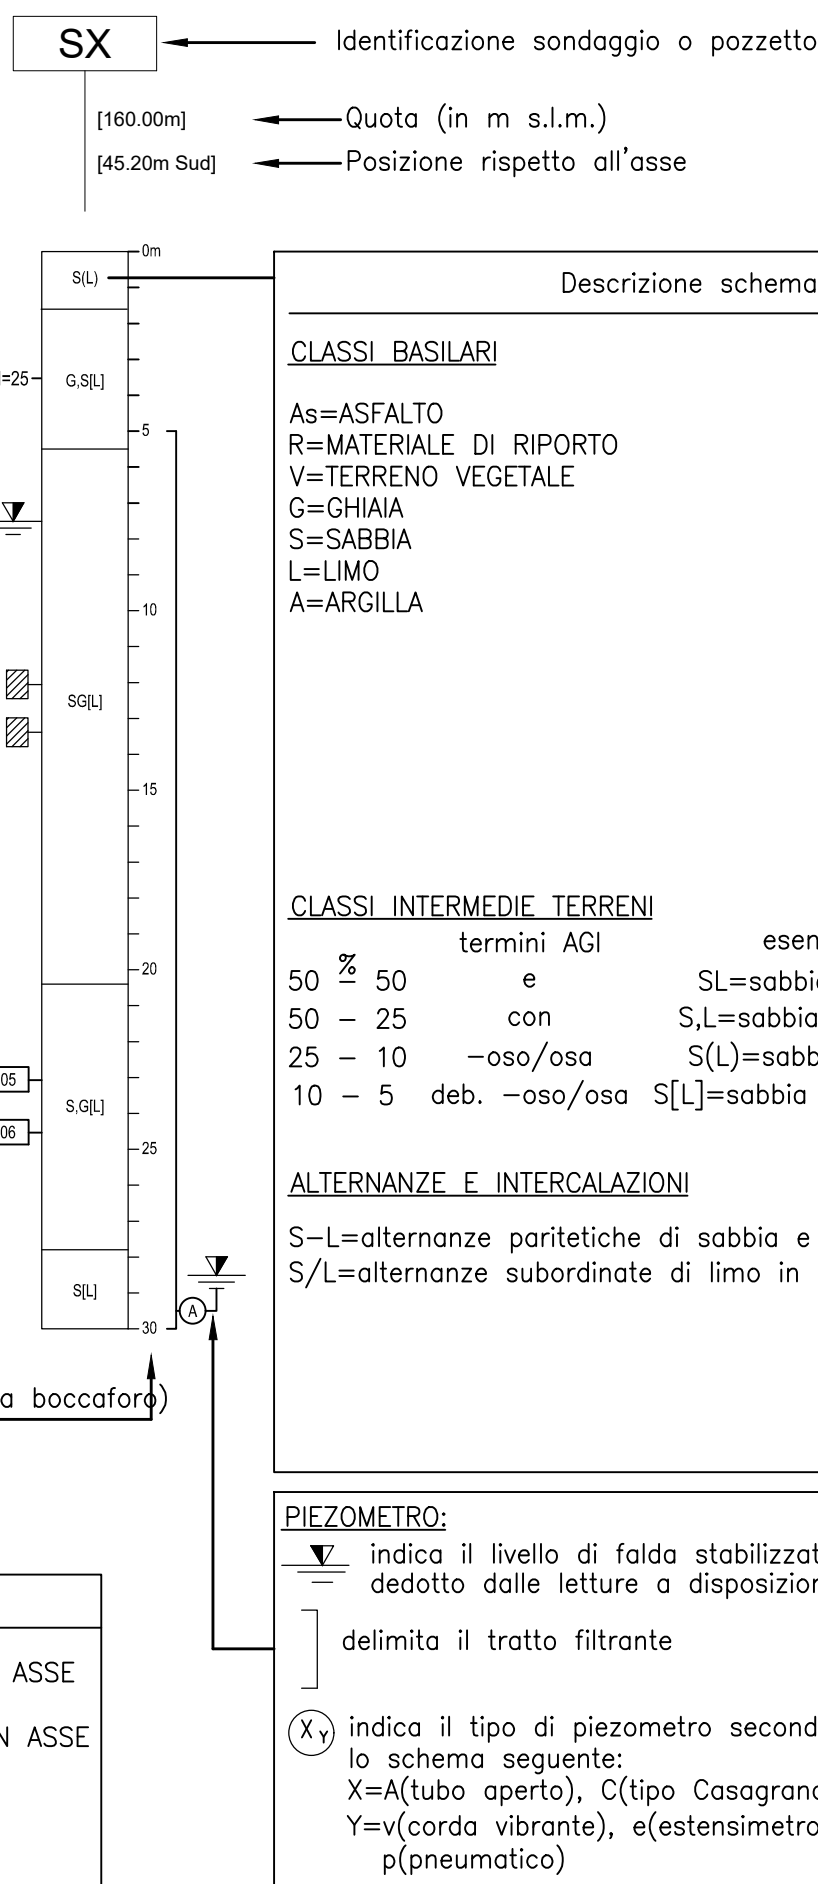 SX
Identificazione sondaggio o pozzetto
[160.00m]
Quota (in m s.l.m.)
[45.20m Sud]
Posizione rispetto all'asse
0m
S(L)
=25
G,S[L]
5
10
SG[L]
15
20
05
S,G[L]
06
25
S[L]
A
30
a boccaforo)
Descrizione schema
CLASSI BASILARI
As=ASFALTO
R=MATERIALE DI RIPORTO
V=TERRENO VEGETALE
G=GHIAIA
S=SABBIA
L=LIMO
A=ARGILLA
CLASSI INTERMEDIE TERRENI
termini AGI
%
50 – 50 e SL=sabbi
50 – 25 con S,L=sabbia
25 – 10 –oso/osa S(L)=sabb
10 – 5 deb. –oso/osa S[L]=sabbia
ALTERNANZE E INTERCALAZIONI
S–L=alternanze paritetiche di sabbia e
S/L=alternanze subordinate di limo in
PIEZOMETRO:
indica il livello di falda stabilizzat
dedotto dalle letture a disposizion
delimita il tratto filtrante
XY indica il tipo di piezometro second
lo schema seguente:
X=A(tubo aperto), C(tipo Casagrand
Y=v(corda vibrante), e(estensimetro
p(pneumatico)
ASSE
N ASSE